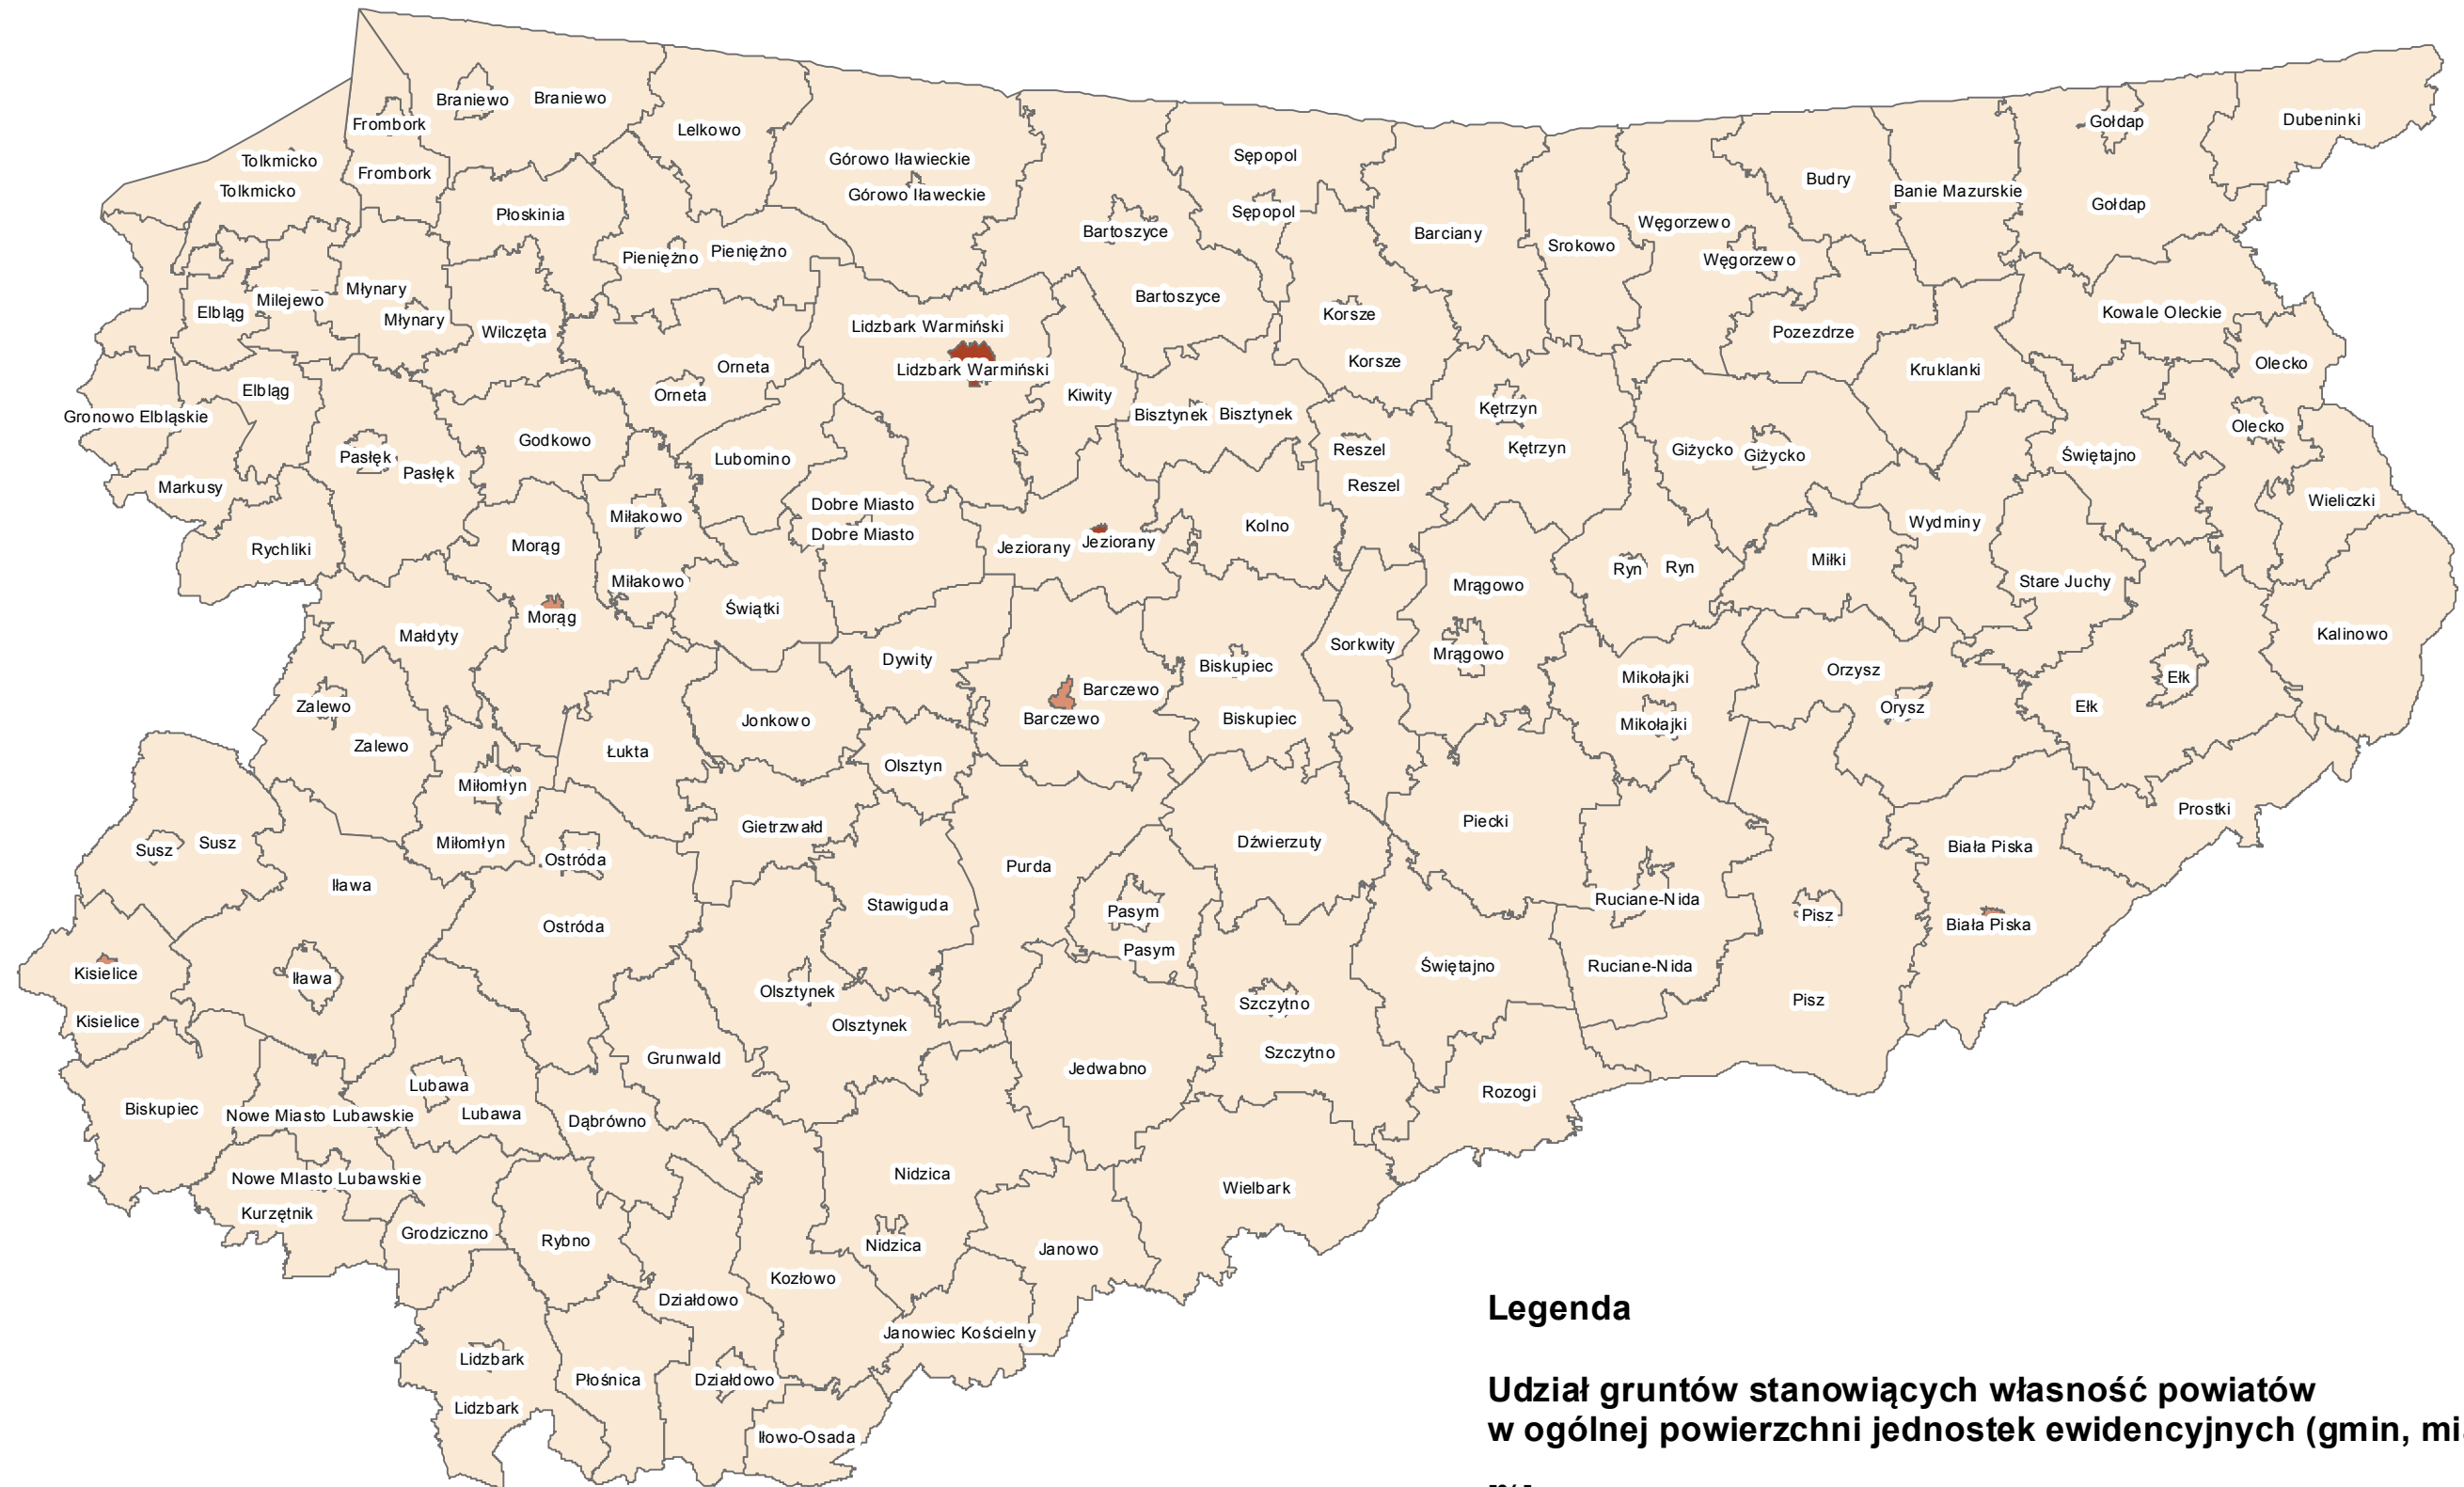 Braniewo
Braniewo
Frombork
Lelkowo
Gołdap
Dubeninki
Tolkmicko
Górowo Iławieckie
Sępopol
Frombork
Tolkmicko
Górowo Iławeckie
Budry
Banie Mazurskie
Płoskinia
Sępopol
Gołdap
Bartoszyce
Barciany
Węgorzewo
Srokowo
Pieniężno
Pieniężno
Węgorzewo
Młynary
Milejewo
Bartoszyce
Elbląg
Młynary
Korsze
Kowale Oleckie
Wilczęta
Lidzbark Warmiński
Pozezdrze
Korsze
Olecko
Orneta
Lidzbark Warmiński
Kruklanki
Elbląg
Orneta
Kiwity
Gronowo Elbląskie
Bisztynek
Bisztynek
Kętrzyn
Olecko
Godkowo
Pasłęk
Pasłęk
Lubomino
Reszel
Kętrzyn
Giżycko
Giżycko
Świętajno
Markusy
Reszel
Wieliczki
Dobre Miasto
Miłakowo
Kolno
Wydminy
Dobre Miasto
Rychliki
Morąg
Jeziorany
Jeziorany
Miłki
Ryn
Ryn
Miłakowo
Mrągowo
Stare Juchy
Morąg
Świątki
Małdyty
Kalinowo
Dywity
Sorkwity
Mrągowo
Biskupiec
Orzysz
Mikołajki
Ełk
Barczewo
Zalewo
Barczewo
Biskupiec
Mikołajki
Orysz
Ełk
Jonkowo
Zalewo
Łukta
Olsztyn
Miłomłyn
Prostki
Gietrzwałd
Piecki
Susz
Susz
Miłomłyn
Dźwierzuty
Biała Piska
Ostróda
Purda
Iława
Stawiguda
Ruciane-Nida
Pasym
Pisz
Biała Piska
Ostróda
Pasym
Kisielice
Iława
Świętajno
Ruciane-Nida
Olsztynek
Szczytno
Pisz
Kisielice
Olsztynek
Grunwald
Szczytno
Jedwabno
Lubawa
Rozogi
Biskupiec
Nowe Miasto Lubawskie
Lubawa
Dąbrówno
Nidzica
Nowe MIasto Lubawskie
Wielbark
Kurzętnik
Grodziczno
Rybno
Nidzica
Janowo
Kozłowo
Działdowo
Janowiec Kościelny
Lidzbark
Płośnica
Działdowo
Lidzbark
Iłowo-Osada
Legenda
Udział gruntów stanowiących własność powiatów
w ogólnej powierzchni jednostek ewidencyjnych (gmin, mi